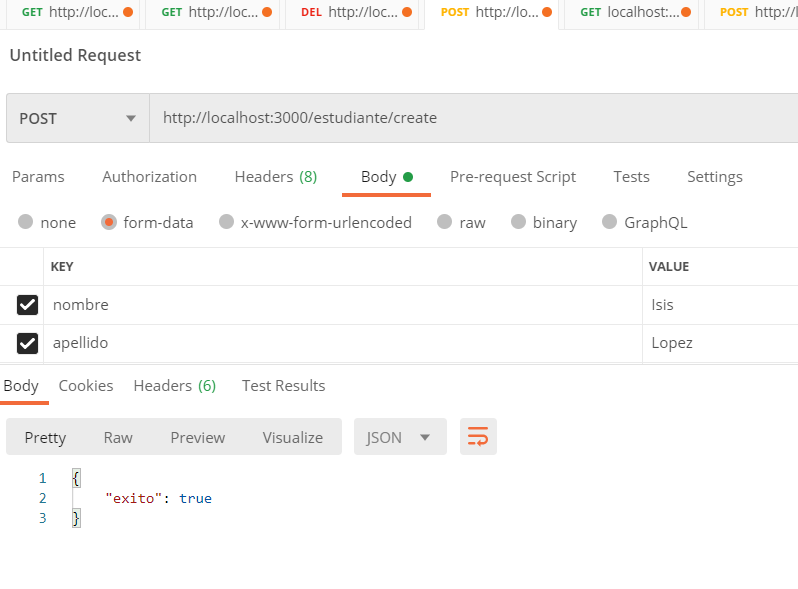 GET http://loc... GET http://loc... DEL http://loc... POST http://lo... GET localhost:... POST http://l
Untitled Request
POST http://localhost:3000/estudiante/create
Params Authorization Headers (8) Body Pre-request Script Tests Settings
none form-data x-www-form-urlencoded raw binary GraphQL
KEY VALUE
nombre Isis
apellido Lopez
Body Cookies Headers (6) Test Results
Pretty Raw Preview Visualize JSON
1 {
2 "exito": true
3 }